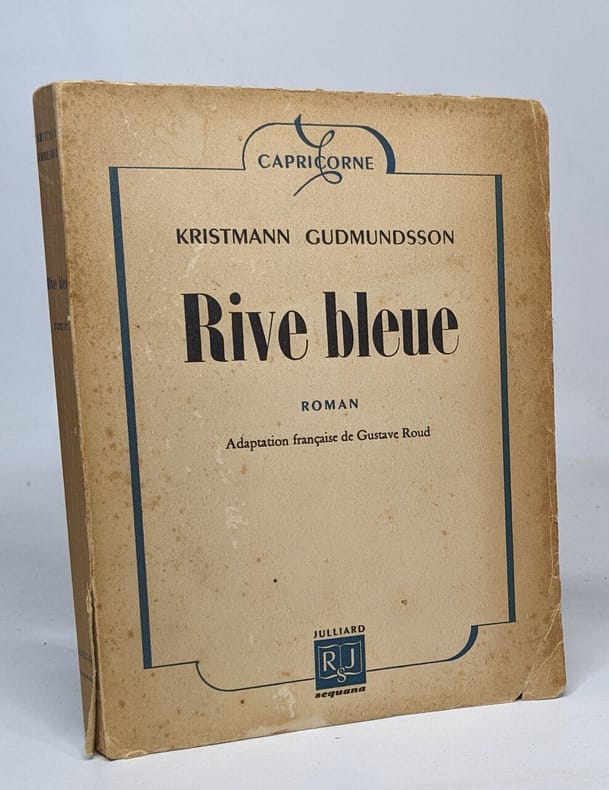 CAPRICORNE
KRISTMANN GUDMUNDSSON
Rive bleue
ROMAN
Adaptation française de Gustave Roud
JULLIARD
RSJ
sequana